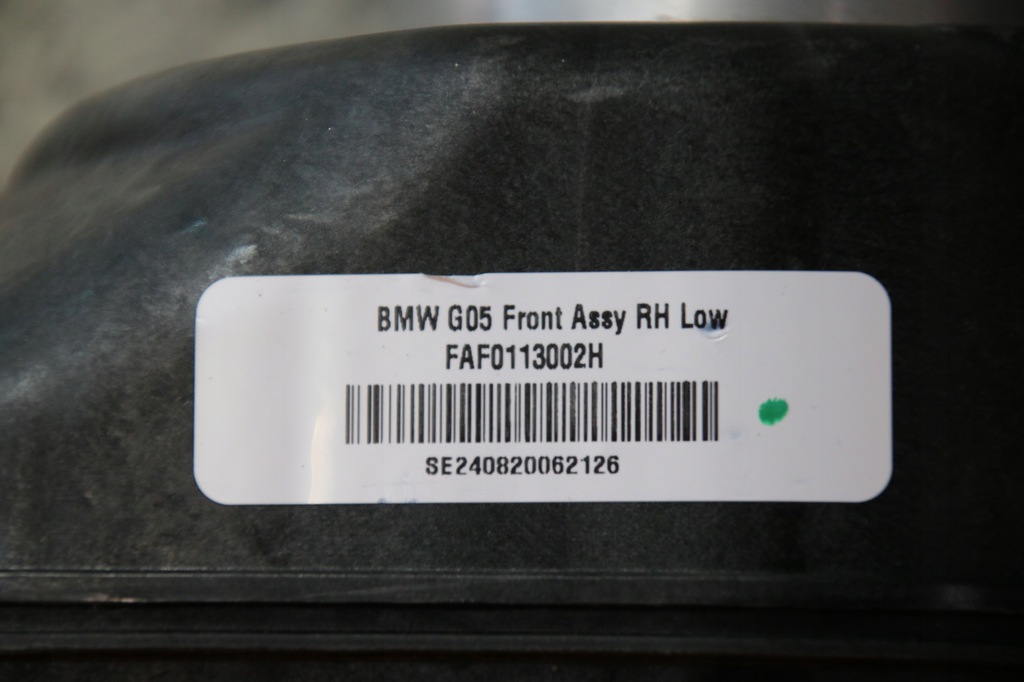 BMW G05 Front Assy RH Low
FAF0113002H
SE240820062126